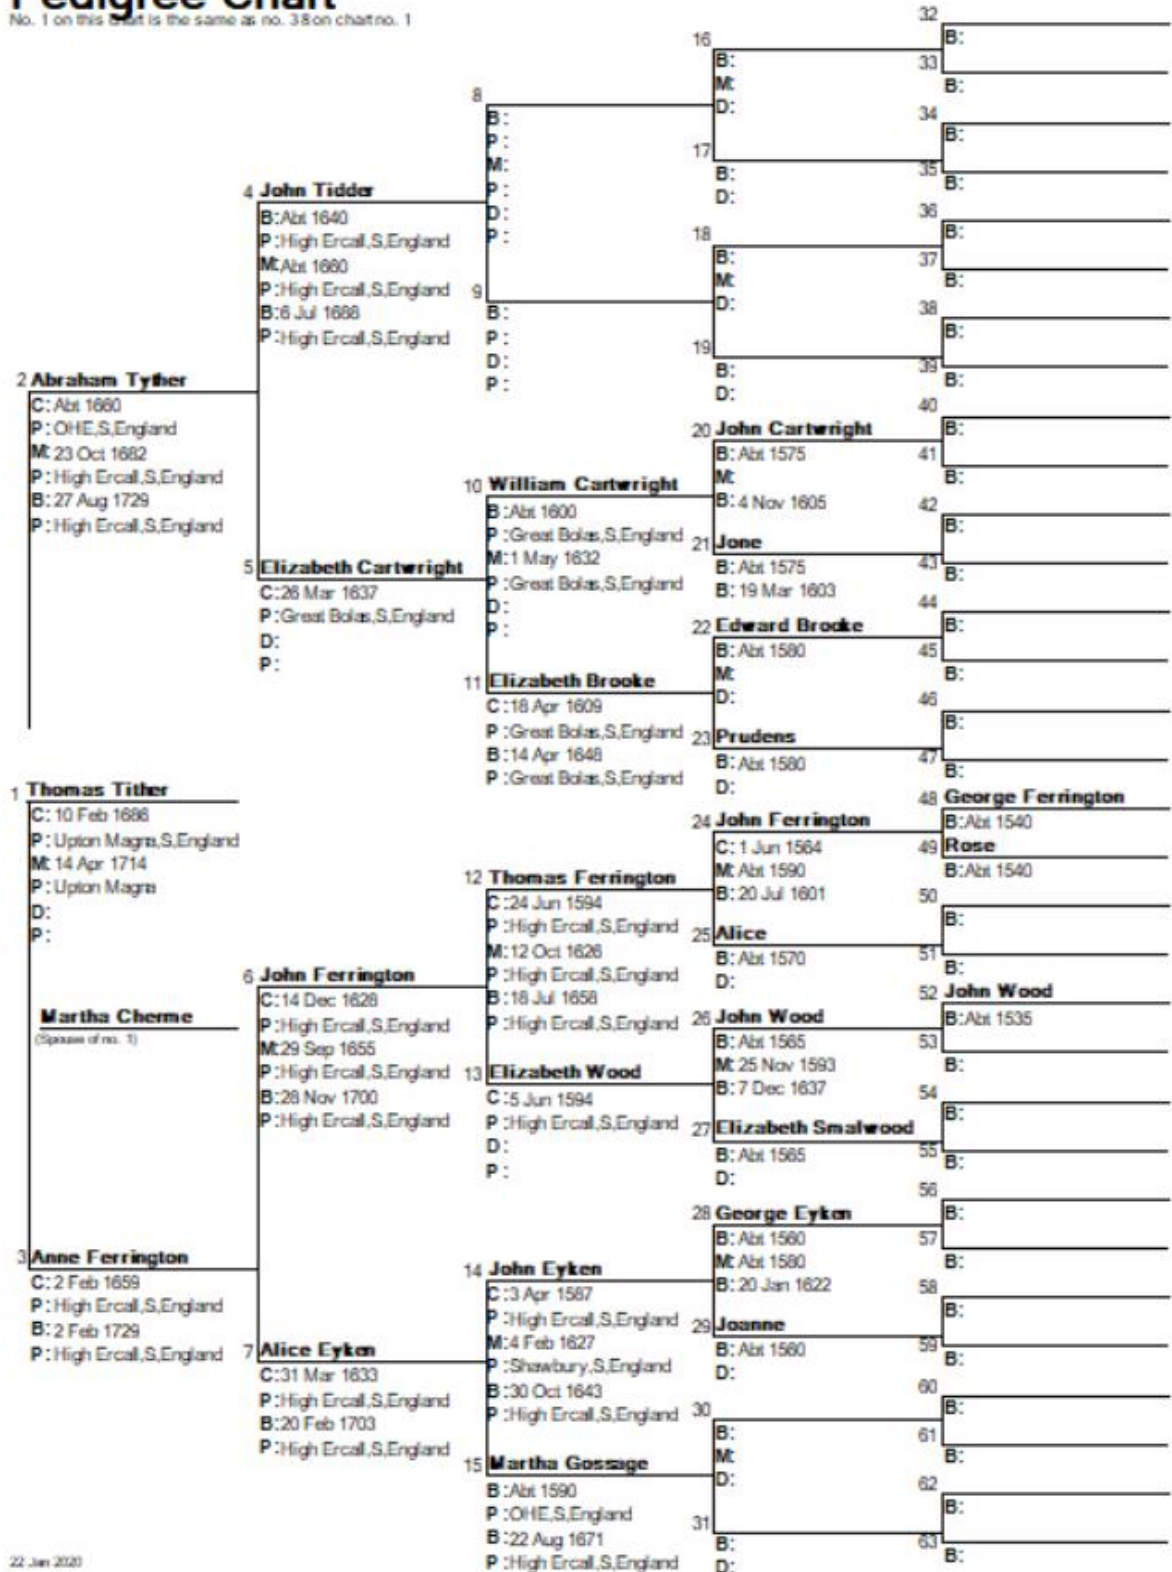 Pedigree Chart
No. 1 on this chart is the same as no. 38 on chart no. 1
1 Thomas Tither
C: 10 Feb 1686
P: Upton Magna,S,England
M: 14 Apr 1714
P: Upton Magna
D:
P:
Martha Cherme
(Spouse of no. 1)
2 Abraham Tyther
C: Abt 1660
P: OHE,S,England
M: 23 Oct 1682
P: High Ercall,S,England
B: 27 Aug 1729
P: High Ercall,S,England
3 Anne Ferrington
C: 2 Feb 1659
P: High Ercall,S,England
B: 2 Feb 1729
P: High Ercall,S,England
4 John Tidder
B: Abt 1640
P: High Ercall,S,England
M: Abt 1660
P: High Ercall,S,England
B: 6 Jul 1688
P: High Ercall,S,England
5 Elizabeth Cartwright
C: 26 Mar 1637
P: Great Bolas,S,England
D:
P:
6 John Ferrington
C: 14 Dec 1628
P: High Ercall,S,England
M: 29 Sep 1655
P: High Ercall,S,England
B: 28 Nov 1700
P: High Ercall,S,England
7 Alice Eyken
C: 31 Mar 1633
P: High Ercall,S,England
B: 20 Feb 1703
P: High Ercall,S,England
8
B:
P:
M:
P:
D:
P:
9
B:
P:
D:
P:
10 William Cartwright
B: Abt 1600
P: Great Bolas,S,England
M: 1 May 1632
P: Great Bolas,S,England
D:
P:
11 Elizabeth Brooke
C: 18 Apr 1609
P: Great Bolas,S,England
B: 14 Apr 1648
P: Great Bolas,S,England
12 Thomas Ferrington
C: 24 Jun 1594
P: High Ercall,S,England
M: 12 Oct 1626
P: High Ercall,S,England
B: 18 Jul 1658
P: High Ercall,S,England
13 Elizabeth Wood
C: 5 Jun 1594
P: High Ercall,S,England
D:
P:
14 John Eyken
C: 3 Apr 1587
P: High Ercall,S,England
M: 4 Feb 1627
P: Shawbury,S,England
B: 30 Oct 1643
P: High Ercall,S,England
15 Martha Gossage
B: Abt 1590
P: OHE,S,England
B: 22 Aug 1671
P: High Ercall,S,England
16
B:
M:
D:
17
B:
D:
18
B:
M:
D:
19
B:
D:
20 John Cartwright
B: Abt 1575
M:
B: 4 Nov 1605
21 Jone
B: Abt 1575
B: 19 Mar 1603
22 Edward Brooke
B: Abt 1580
M:
D:
23 Prudens
B: Abt 1580
D:
24 John Ferrington
C: 1 Jun 1564
M: Abt 1590
B: 20 Jul 1601
25 Alice
B: Abt 1570
D:
26 John Wood
B: Abt 1565
M: 25 Nov 1593
B: 7 Dec 1637
27 Elizabeth Smalwood
B: Abt 1565
D:
28 George Eyken
B: Abt 1560
M: Abt 1580
B: 20 Jan 1622
29 Joanne
B: Abt 1560
D:
30
B:
M:
D:
31
B:
D:
32
B:
33
B:
34
B:
35
B:
36
B:
37
B:
38
B:
39
B:
40
B:
41
B:
42
B:
43
B:
44
B:
45
B:
46
B:
47
B:
48 George Ferrington
B: Abt 1540
49 Rose
B: Abt 1540
50
B:
51
B:
52 John Wood
B: Abt 1535
53
B:
54
B:
55
B:
56
B:
57
B:
58
B:
59
B:
60
B:
61
B:
62
B:
63
B:
22 Jan 2020